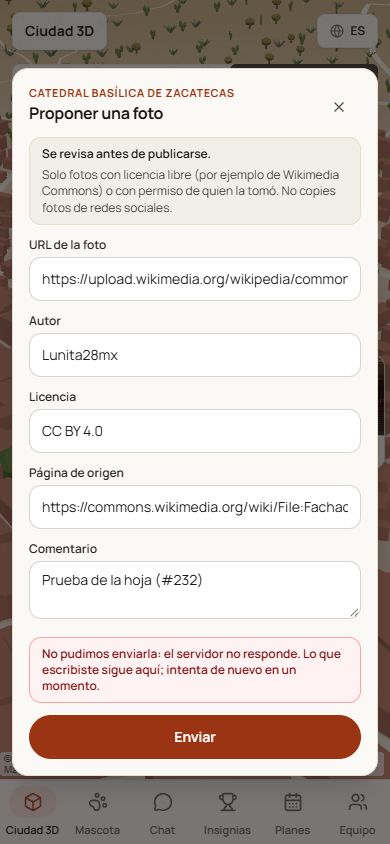 Ciudad 3D
ES
CATEDRAL BASÍLICA DE ZACATECAS
Proponer una foto
Se revisa antes de publicarse.
Solo fotos con licencia libre (por ejemplo de Wikimedia
Commons) o con permiso de quien la tomó. No copies
fotos de redes sociales.
URL de la foto
https://upload.wikimedia.org/wikipedia/common
Autor
Lunita28mx
Licencia
CC BY 4.0
Página de origen
https://commons.wikimedia.org/wiki/File:Fachac
Comentario
Prueba de la hoja (#232)
No pudimos enviarla: el servidor no responde. Lo que
escribiste sigue aquí; intenta de nuevo en un
momento.
Enviar
Ciudad 3D
Mascota
Chat
Insignias
Planes
Equipo